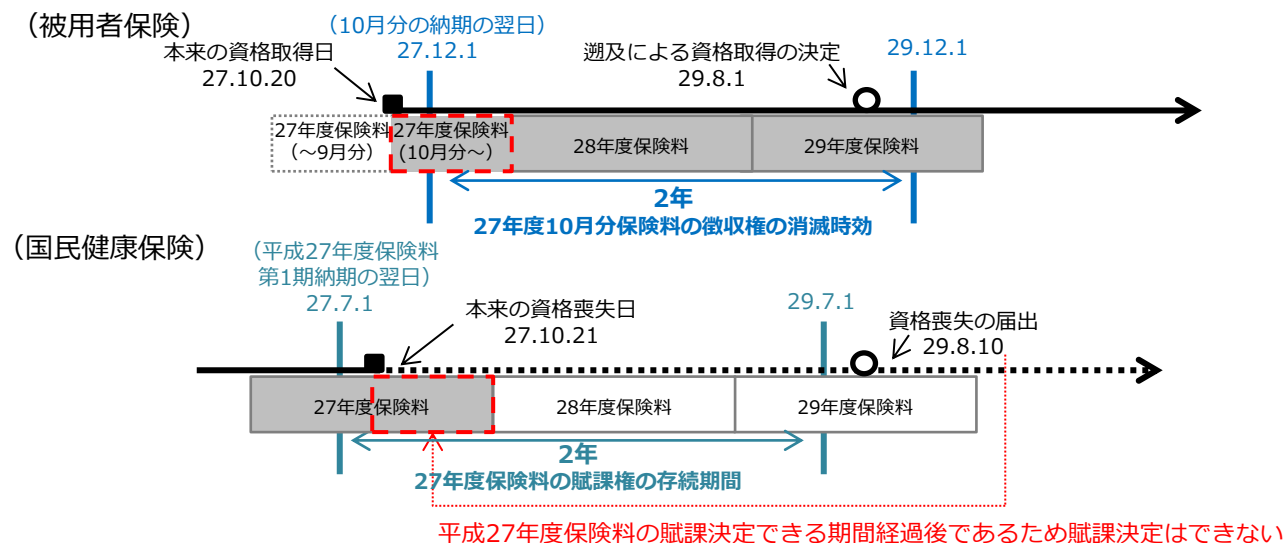 （被用者保険）
（10月分の納期の翌日）
27.12.1
本来の資格取得日
27.10.20
遡及による資格取得の決定
29.8.1
29.12.1
27年度保険料
（～9月分）
27年度保険料
(10月分～）
28年度保険料
29年度保険料
2年
27年度10月分保険料の徴収権の消滅時効
（国民健康保険）
（平成27年度保険料
第1期納期の翌日）
27.7.1
本来の資格喪失日
27.10.21
29.7.1
資格喪失の届出
29.8.10
27年度保険料
28年度保険料
29年度保険料
2年
27年度保険料の賦課権の存続期間
平成27年度保険料の賦課決定できる期間経過後であるため賦課決定はできない